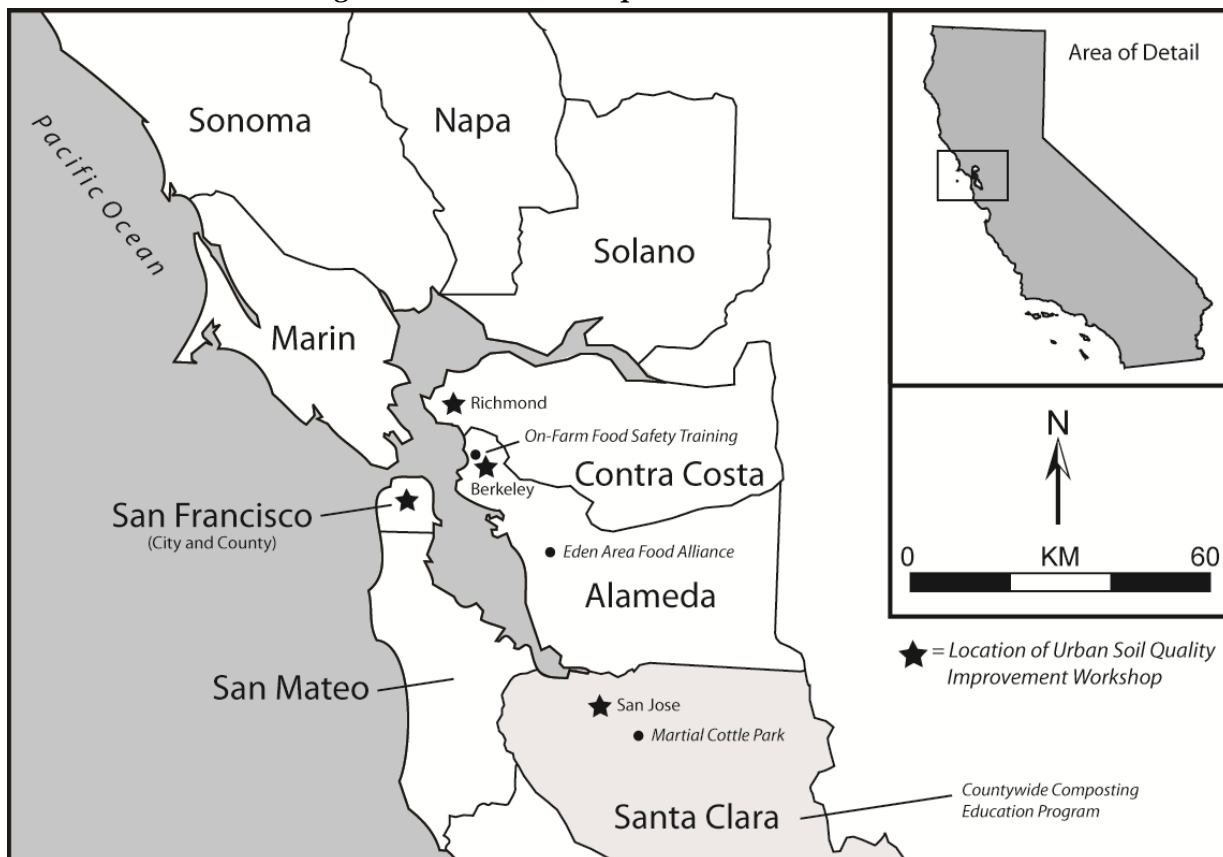 Sonoma
Napa
Pacific Ocean
Solano
Marin
Richmond
On-Farm Food Safety Training
Contra Costa
Berkeley
San Francisco
(City and County)
Eden Area Food Alliance
Alameda
San Mateo
San Jose
Martial Cottle Park
Santa Clara
Countywide Composting
Education Program
Area of Detail
N
0 KM 60
= Location of Urban Soil Quality
Improvement Workshop